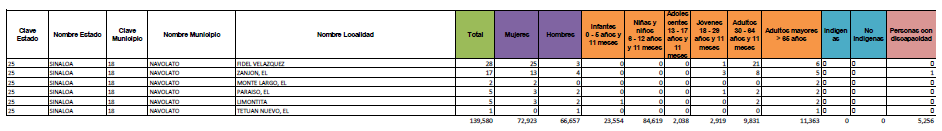 Clave Estado Nombre Estado Clave Municipio Nombre Municipio Nombre Localidad Total Mujeres Hombres Infantes 0 - 5 años y 11 meses Niñas y niños 6 - 12 años y 11 meses Adolescentes 13 - 17 años y 11 meses Jóvenes 18 - 29 años y 11 meses Adultos 30 - 64 años y 11 meses Adultos mayores > 65 años Indigenas No Indigenas Personas con discapacidad
25 SINALOA 18 NAVOLATO FIDEL VELAZQUEZ 28 25 3 0 0 0 1 21 6 0 0 0
25 SINALOA 18 NAVOLATO ZANJON, EL 17 13 4 0 0 0 3 8 5 0 0 1
25 SINALOA 18 NAVOLATO MONTE LARGO, EL 2 2 0 0 0 0 0 0 2 0 0 0
25 SINALOA 18 NAVOLATO PARAISO, EL 5 3 2 0 0 0 1 2 2 0 0 0
25 SINALOA 18 NAVOLATO LIMONTITA 5 3 2 1 0 0 0 2 2 0 0 0
25 SINALOA 18 NAVOLATO TETUAN NUEVO, EL 1 0 1 0 0 0 0 0 1 0 0 0
139,580 72,923 66,657 23,554 84,619 2,038 2,919 9,831 11,363 0 0 5,256